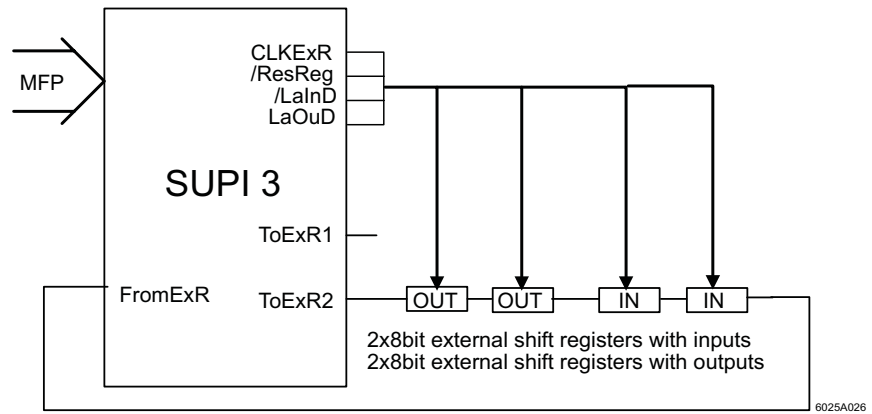 CLKExR
/ResReg
/LaInD
LaOuD
MFP
SUPI 3
ToExR1
FromExR
ToExR2
OUT
OUT
IN
IN
2x8bit external shift registers with inputs
2x8bit external shift registers with outputs
6025A026